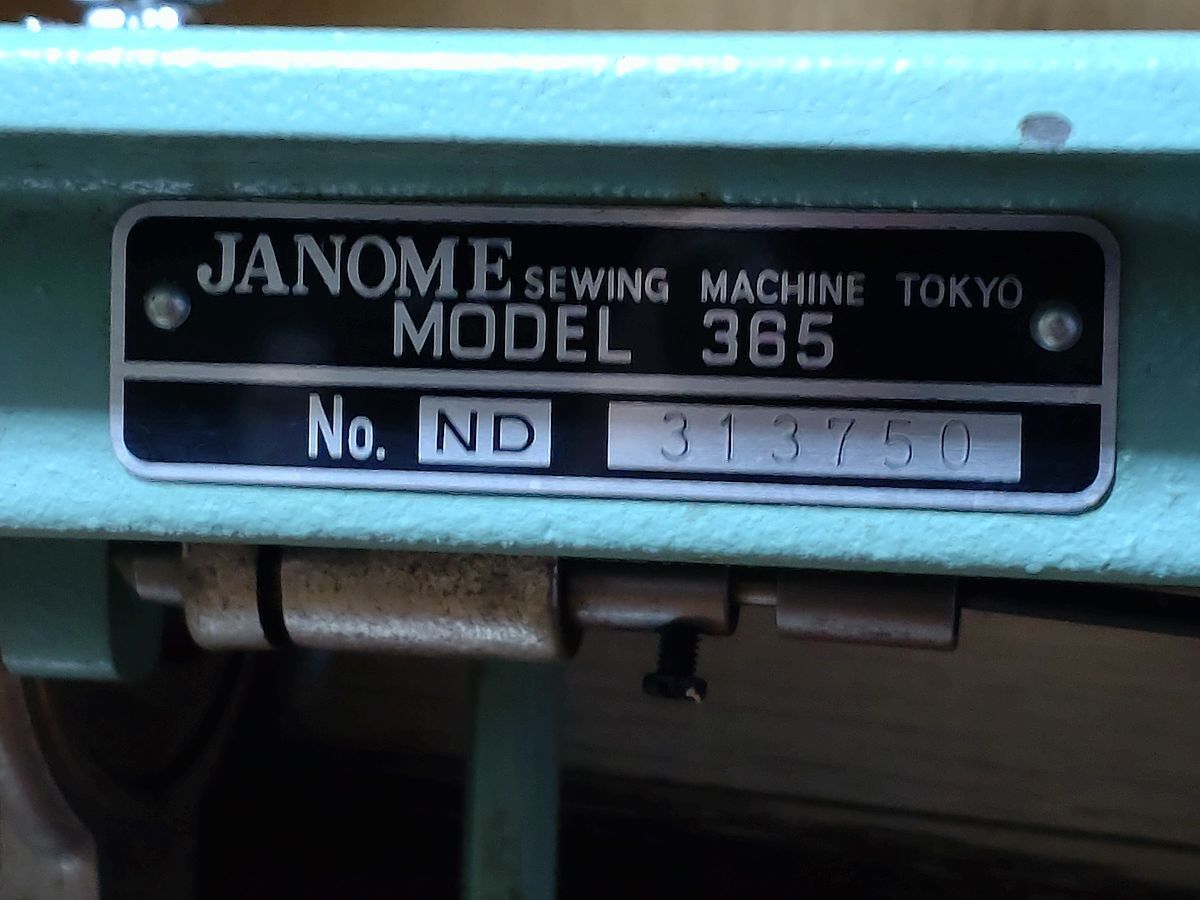 JANOME SEWING MACHINE TOKYO
MODEL 365
No. ND 313750